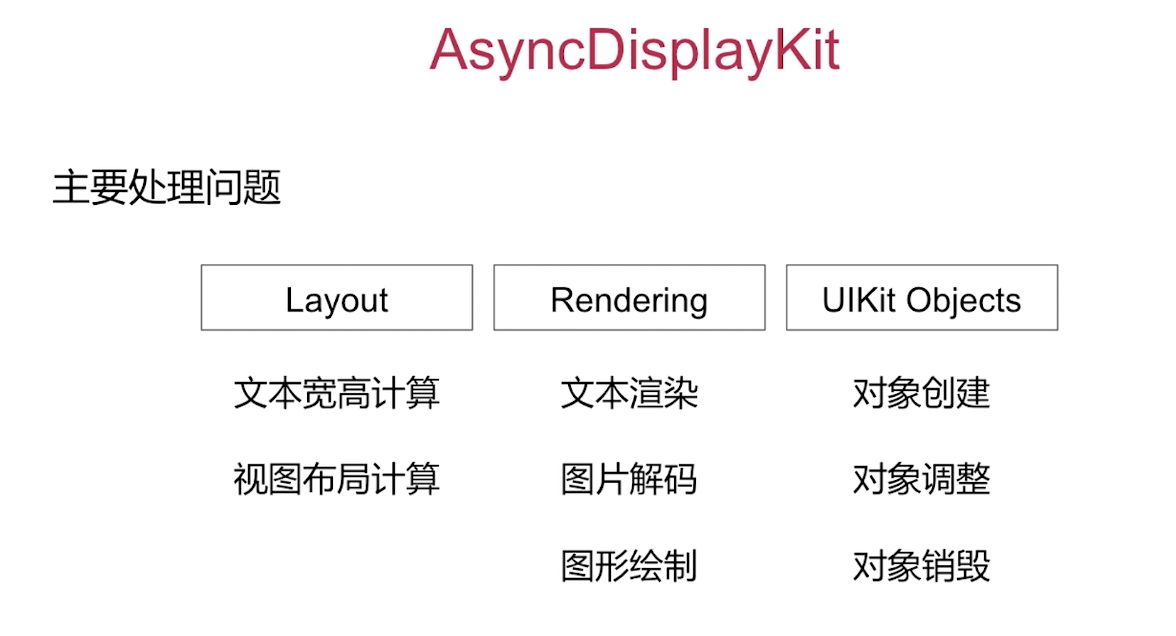 AsyncDisplayKit
主要处理问题
Layout Rendering UIKit Objects
文本宽高计算 文本渲染 对象创建
视图布局计算 图片解码 对象调整
图形绘制 对象销毁